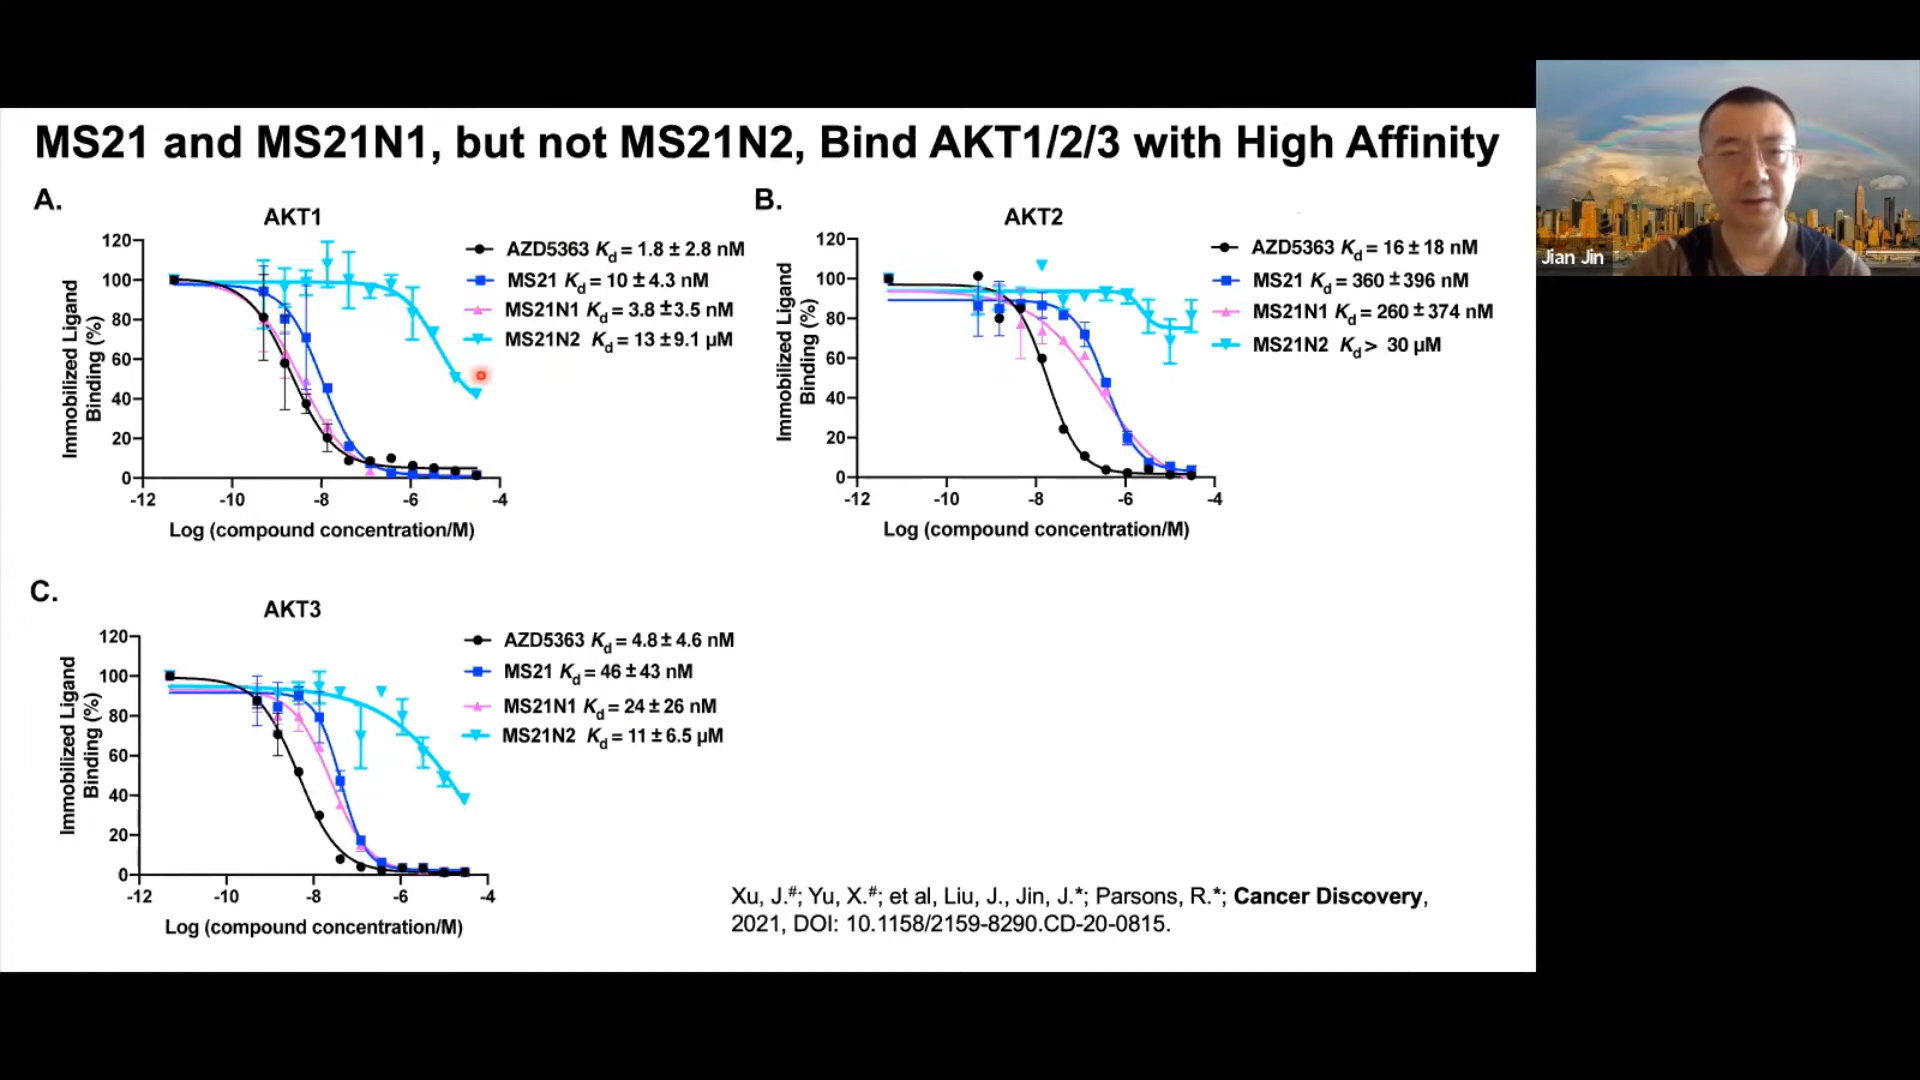 MS21 and MS21N1, but not MS21N2, Bind AKT1/2/3 with High Affinity
Jian Jin
A.
AKT1
120
100
80
60
40
20
0
-12
-10
-8
-6
-4
Immobilized Ligand
Binding (%)
Log (compound concentration/M)
AZD5363 Kd = 1.8 ± 2.8 nM
MS21 Kd = 10 ± 4.3 nM
MS21N1 Kd = 3.8 ±3.5 nM
MS21N2 Kd = 13 ±9.1 µM
B.
AKT2
120
100
80
60
40
20
0
-12
-10
-8
-6
-4
Immobilized Ligand
Binding (%)
Log (compound concentration/M)
AZD5363 Kd = 16 ± 18 nM
MS21 Kd = 360 ±396 nM
MS21N1 Kd = 260 ±374 nM
MS21N2 Kd > 30 µM
C.
AKT3
120
100
80
60
40
20
0
-12
-10
-8
-6
-4
Immobilized Ligand
Binding (%)
Log (compound concentration/M)
AZD5363 Kd = 4.8 ± 4.6 nM
MS21 Kd = 46 ± 43 nM
MS21N1 Kd = 24 ± 26 nM
MS21N2 Kd = 11 ± 6.5 µM
Xu, J.#; Yu, X.#; et al, Liu, J., Jin, J.*; Parsons, R.*; Cancer Discovery,
2021, DOI: 10.1158/2159-8290.CD-20-0815.